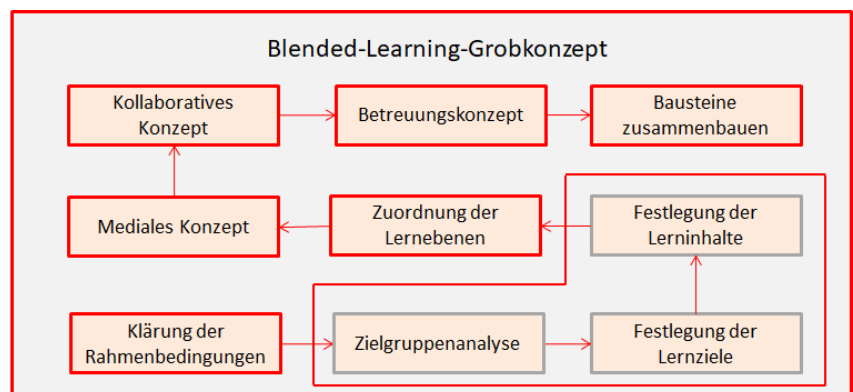 Blended-Learning-Grobkonzept
Kollaboratives
Konzept
Betreuungskonzept
Bausteine
zusammenbauen
Mediales Konzept
Zuordnung der
Lernebenen
Festlegung der
Lerninhalte
Klärung der
Rahmenbedingungen
Zielgruppenanalyse
Festlegung der
Lernziele